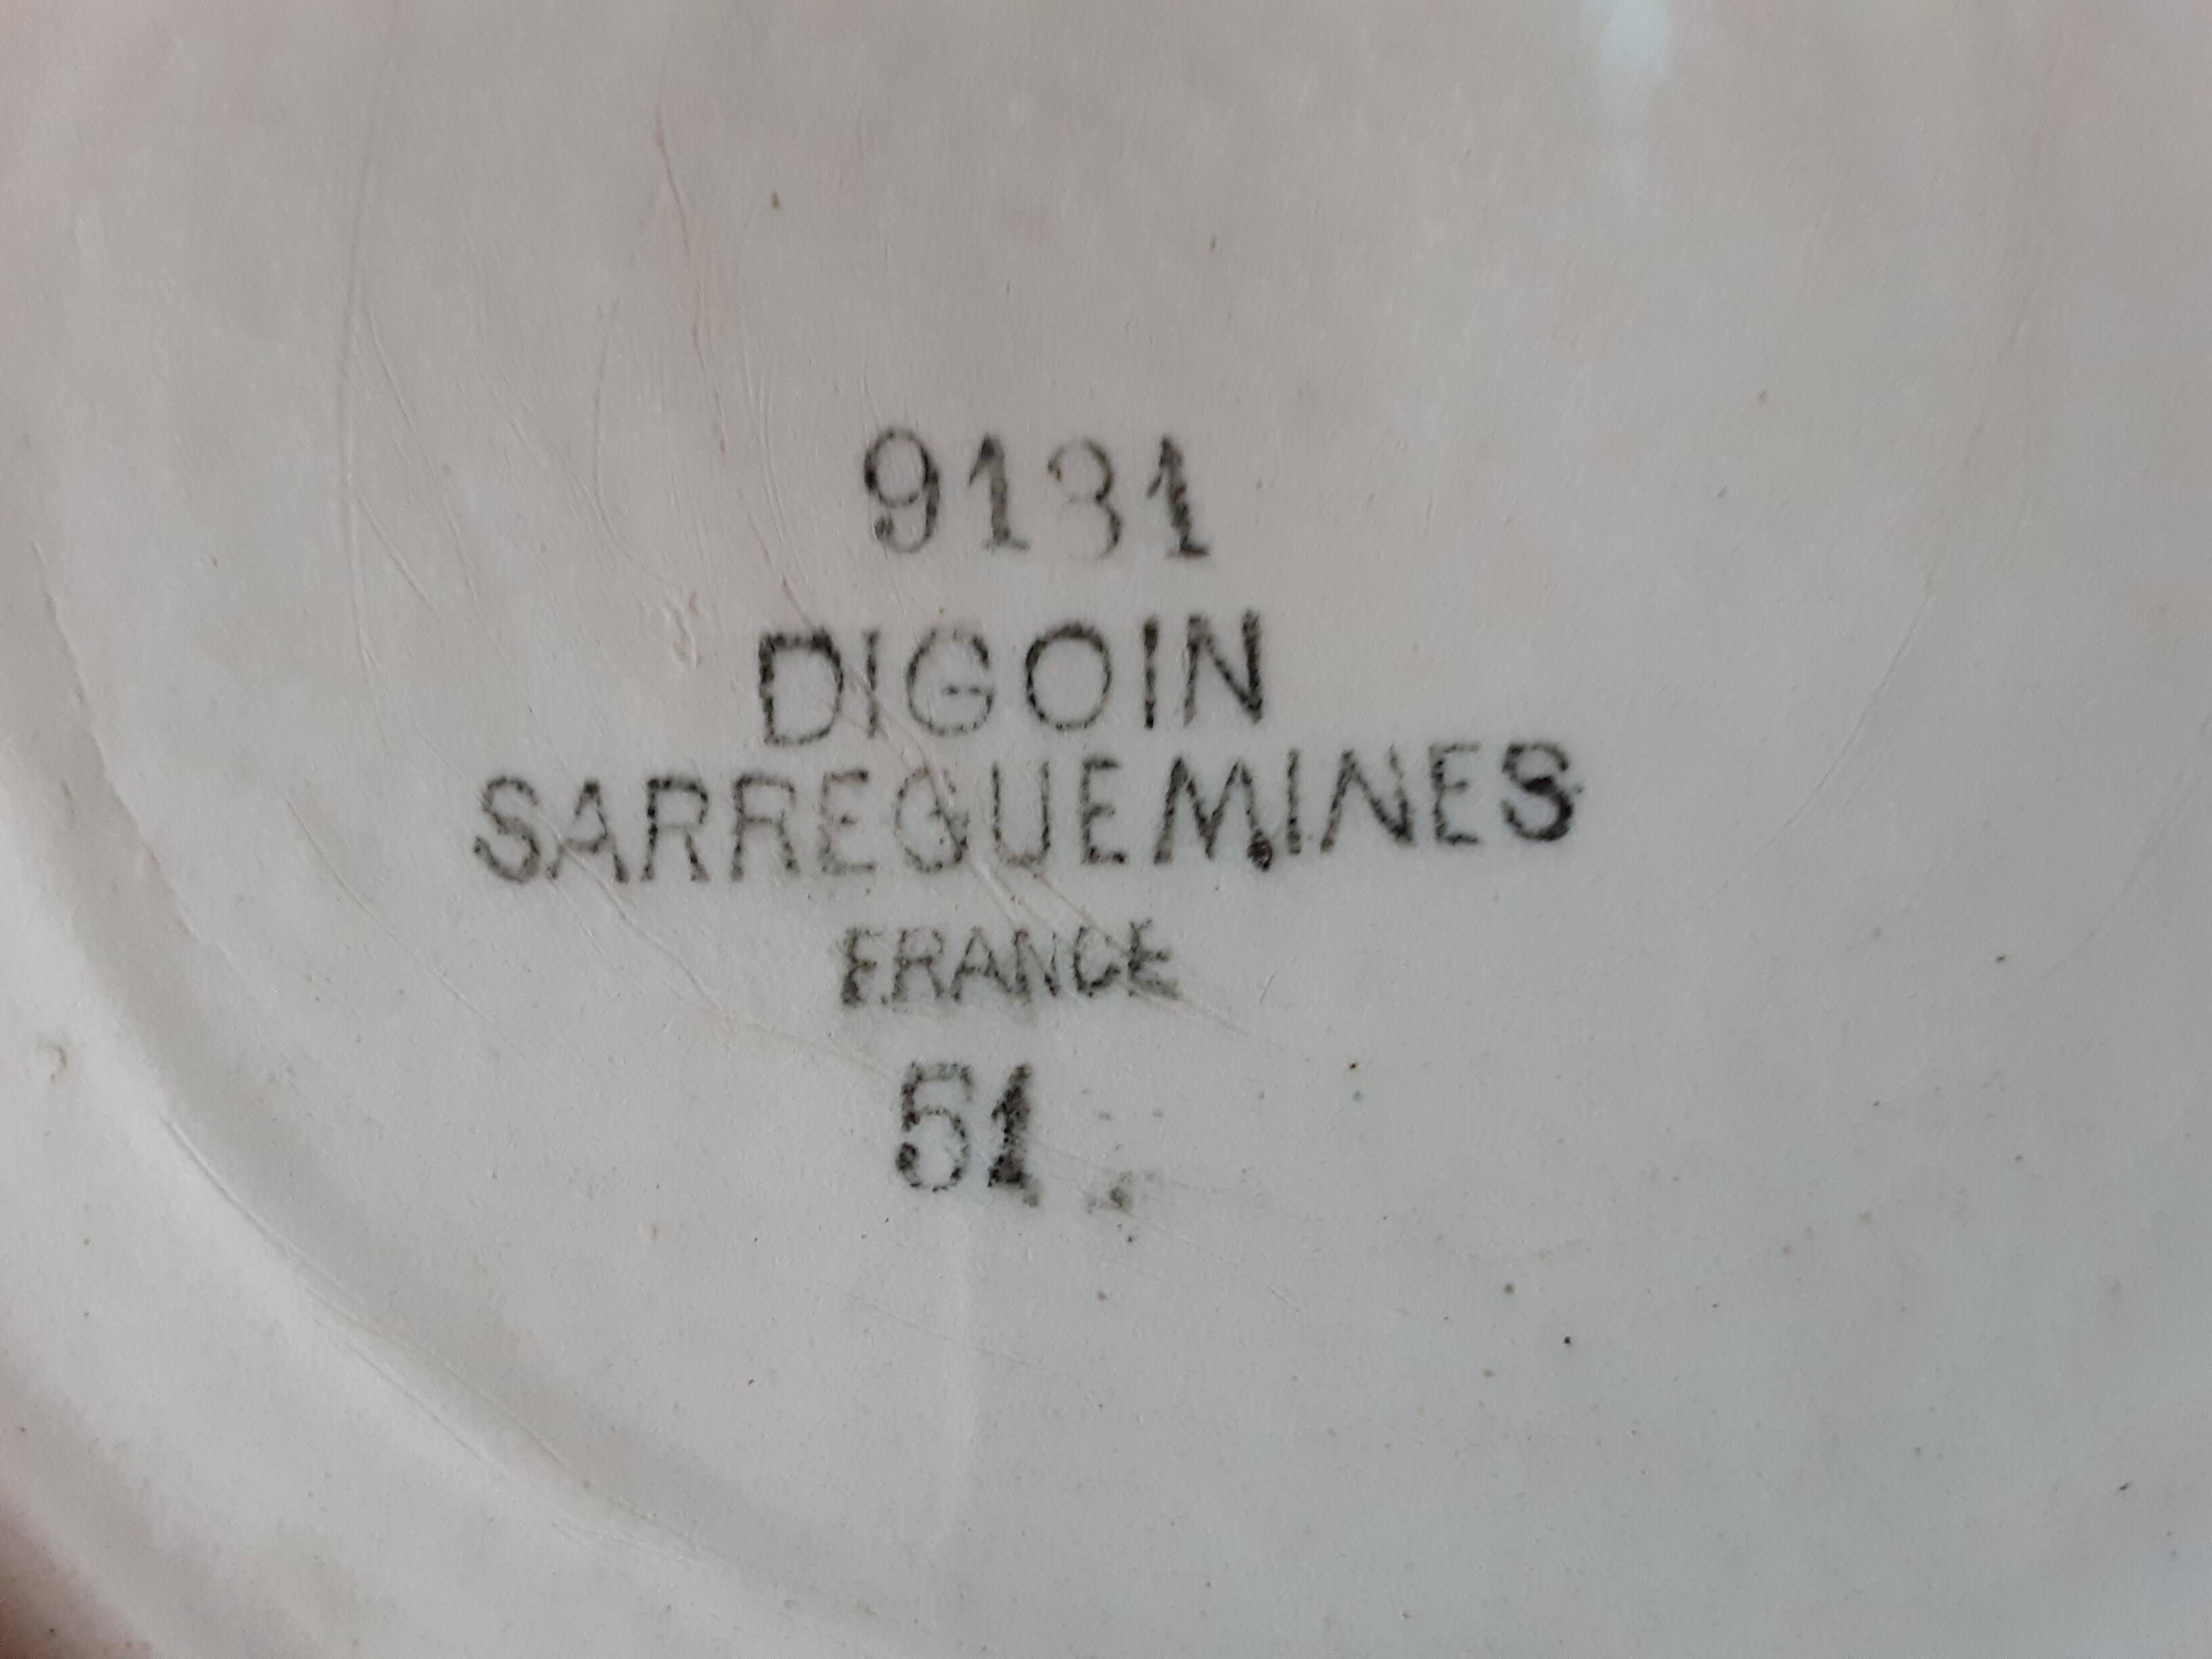 9131
DIGOIN
SARREGUEMINES
FRANCE
51